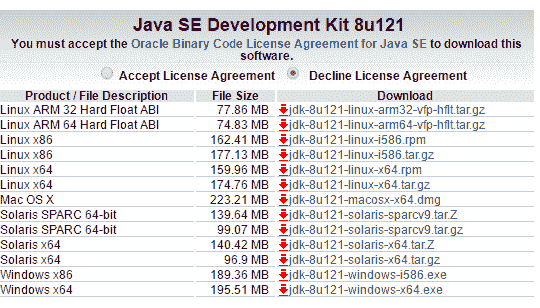 Java SE Development Kit 8u121
You must accept the Oracle Binary Code License Agreement for Java SE to download this
software.
Accept License Agreement Decline License Agreement
Product / File Description File Size Download
Linux ARM 32 Hard Float ABI 77.86 MB jdk-8u121-linux-arm32-vfp-hflt.tar.gz
Linux ARM 64 Hard Float ABI 74.83 MB jdk-8u121-linux-arm64-vfp-hflt.tar.gz
Linux x86 162.41 MB jdk-8u121-linux-i586.rpm
Linux x86 177.13 MB jdk-8u121-linux-i586.tar.gz
Linux x64 159.96 MB jdk-8u121-linux-x64.rpm
Linux x64 174.76 MB jdk-8u121-linux-x64.tar.gz
Mac OS X 223.21 MB jdk-8u121-macosx-x64.dmg
Solaris SPARC 64-bit 139.64 MB jdk-8u121-solaris-sparcv9.tar.Z
Solaris SPARC 64-bit 99.07 MB jdk-8u121-solaris-sparcv9.tar.gz
Solaris x64 140.42 MB jdk-8u121-solaris-x64.tar.Z
Solaris x64 96.9 MB jdk-8u121-solaris-x64.tar.gz
Windows x86 189.36 MB jdk-8u121-windows-i586.exe
Windows x64 195.51 MB jdk-8u121-windows-x64.exe